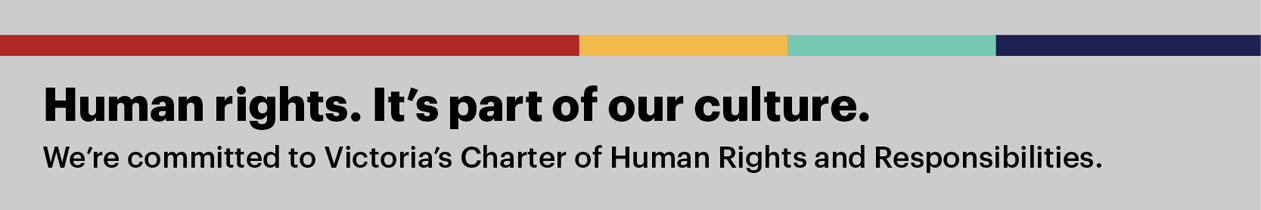 Human rights. It’s part of our culture.
We’re committed to Victoria’s Charter of Human Rights and Responsibilities.